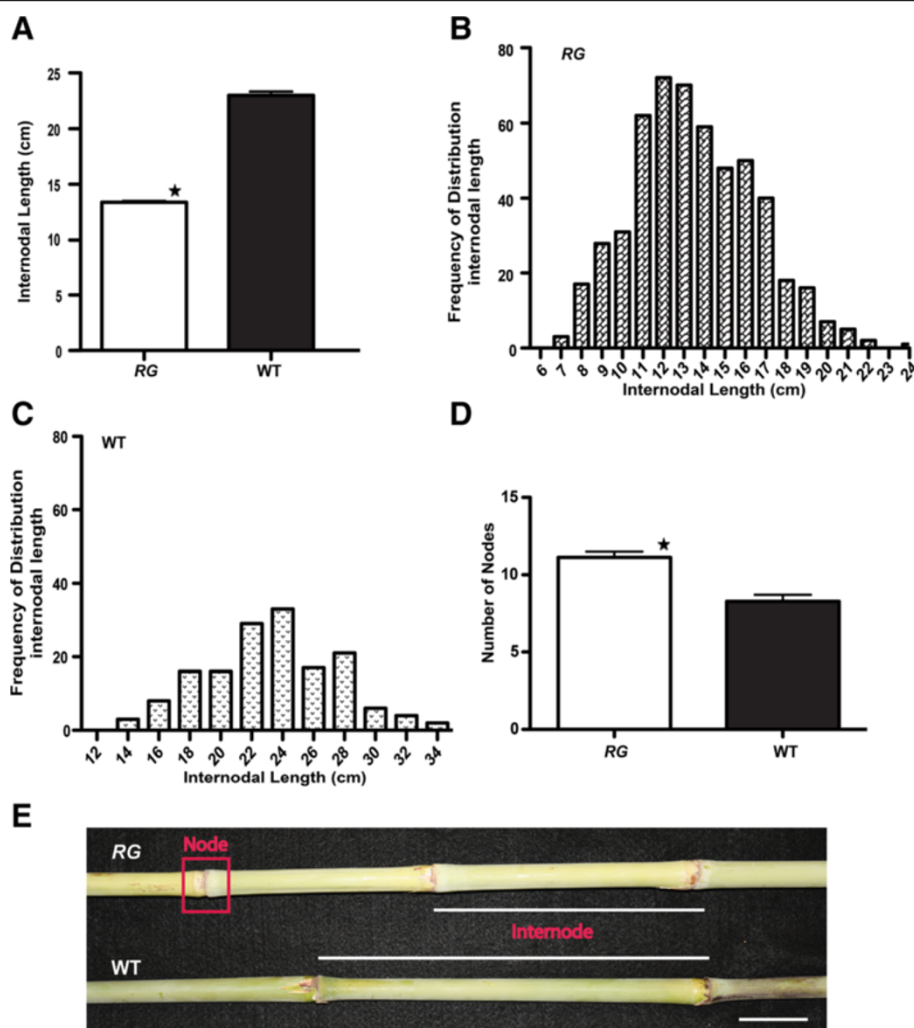 A
Internodal Length (cm)
25
20
15
10
5
0
★
RG
WT
B
Frequency of Distribution
internodal length
RG
80
60
40
20
0
6 7 8 9 10 11 12 13 14 15 16 17 18 19 20 21 22 23 24
Internodal Length (cm)
C
Frequency of Distribution
internodal length
WT
80
60
40
20
0
12 14 16 18 20 22 24 26 28 30 32 34
Internodal Length (cm)
D
Number of Nodes
15
10
5
0
★
RG
WT
E
RG
Node
Internode
WT